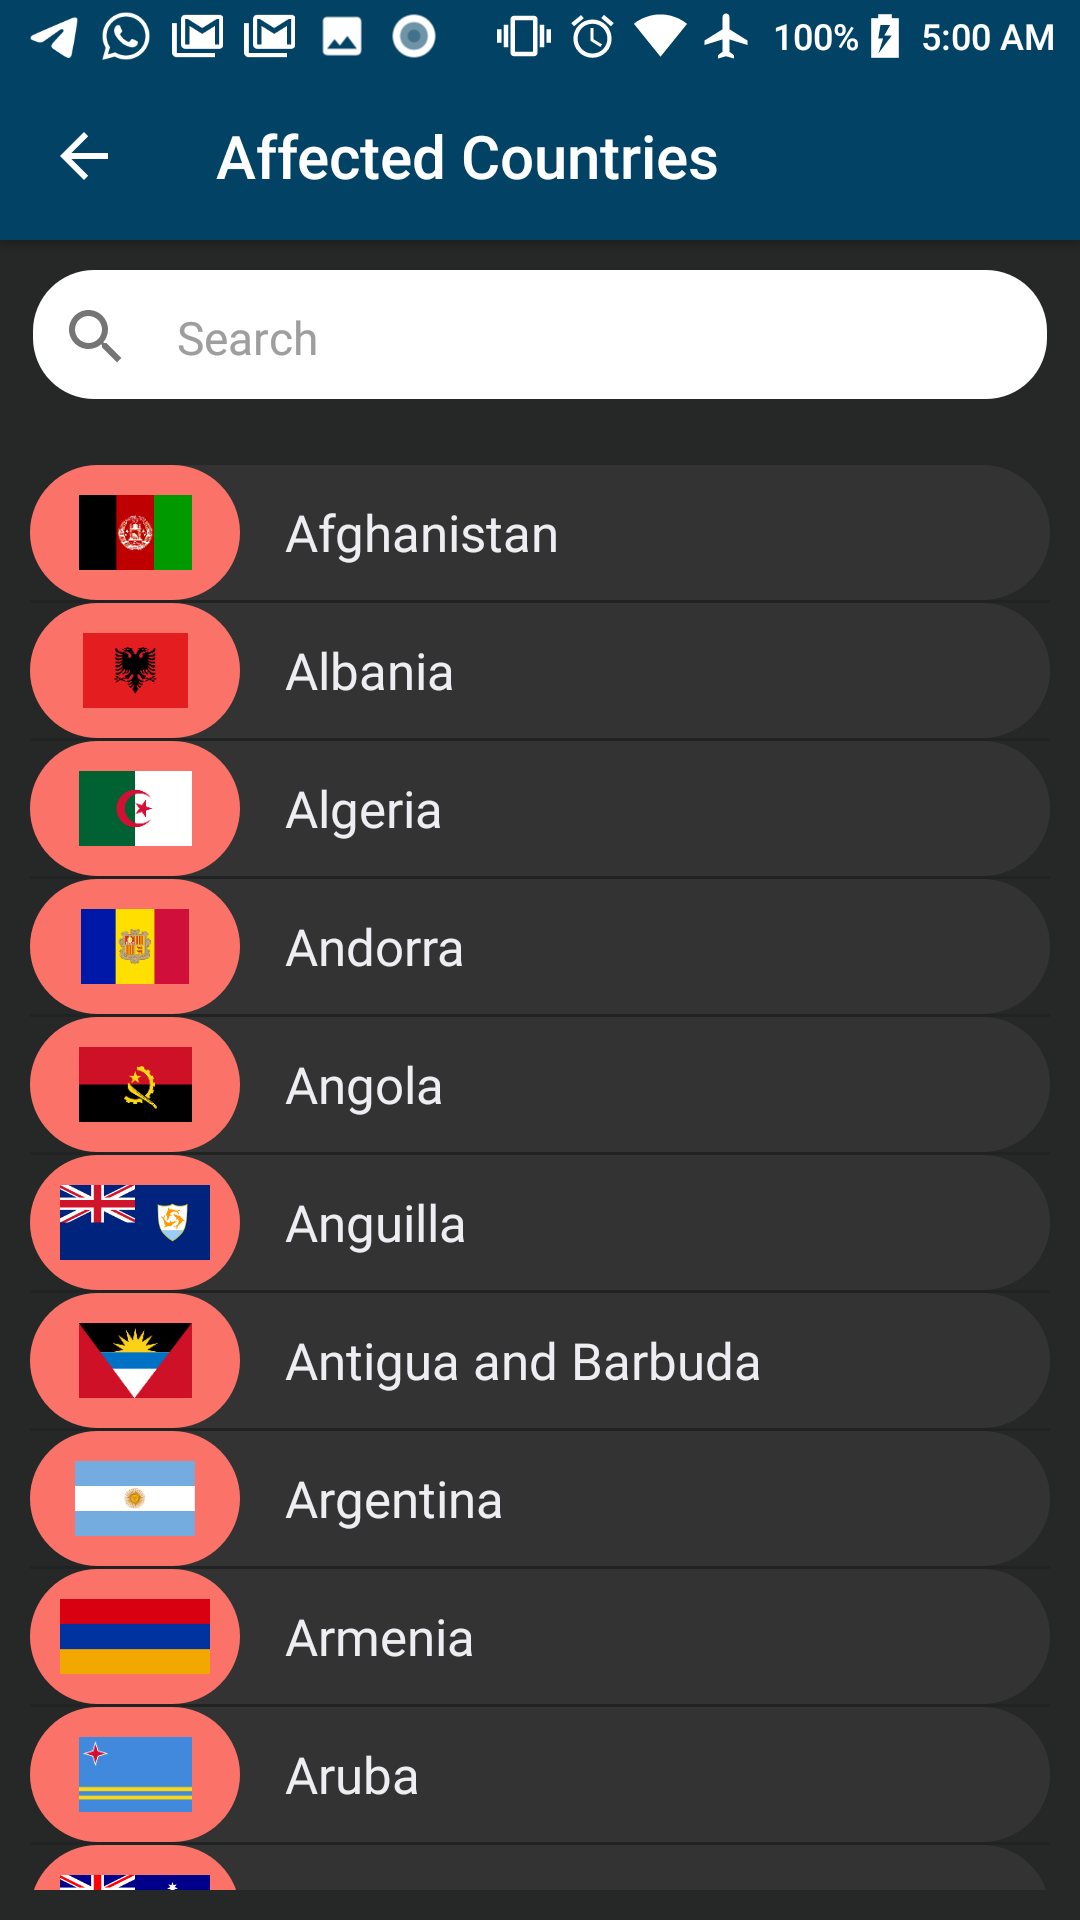 100% 5:00 AM
Affected Countries
Search
Afghanistan
Albania
Algeria
Andorra
Angola
Anguilla
Antigua and Barbuda
Argentina
Armenia
Aruba